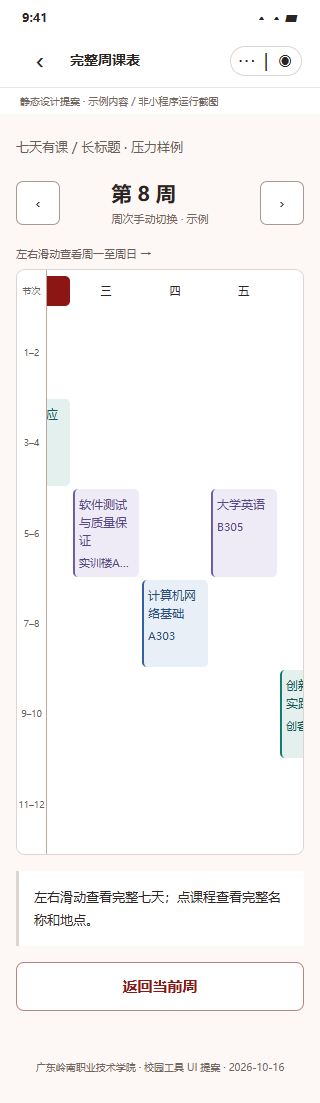 9:41
‹ 完整周课表
静态设计提案 · 示例内容 / 非小程序运行截图
七天有课 / 长标题 · 压力样例
‹ 第 8 周 ›
周次手动切换 · 示例
左右滑动查看周一至周日 →
节次 三 四 五
1–2
应
3–4
软件测试
与质量保
证
实训楼A...
大学英语
B305
5–6
计算机网
络基础
A303
7–8
创新
实践
创客
9–10
11–12
左右滑动查看完整七天；点课程查看完整名
称和地点。
返回当前周
广东岭南职业技术学院 · 校园工具 UI 提案 · 2026-10-16